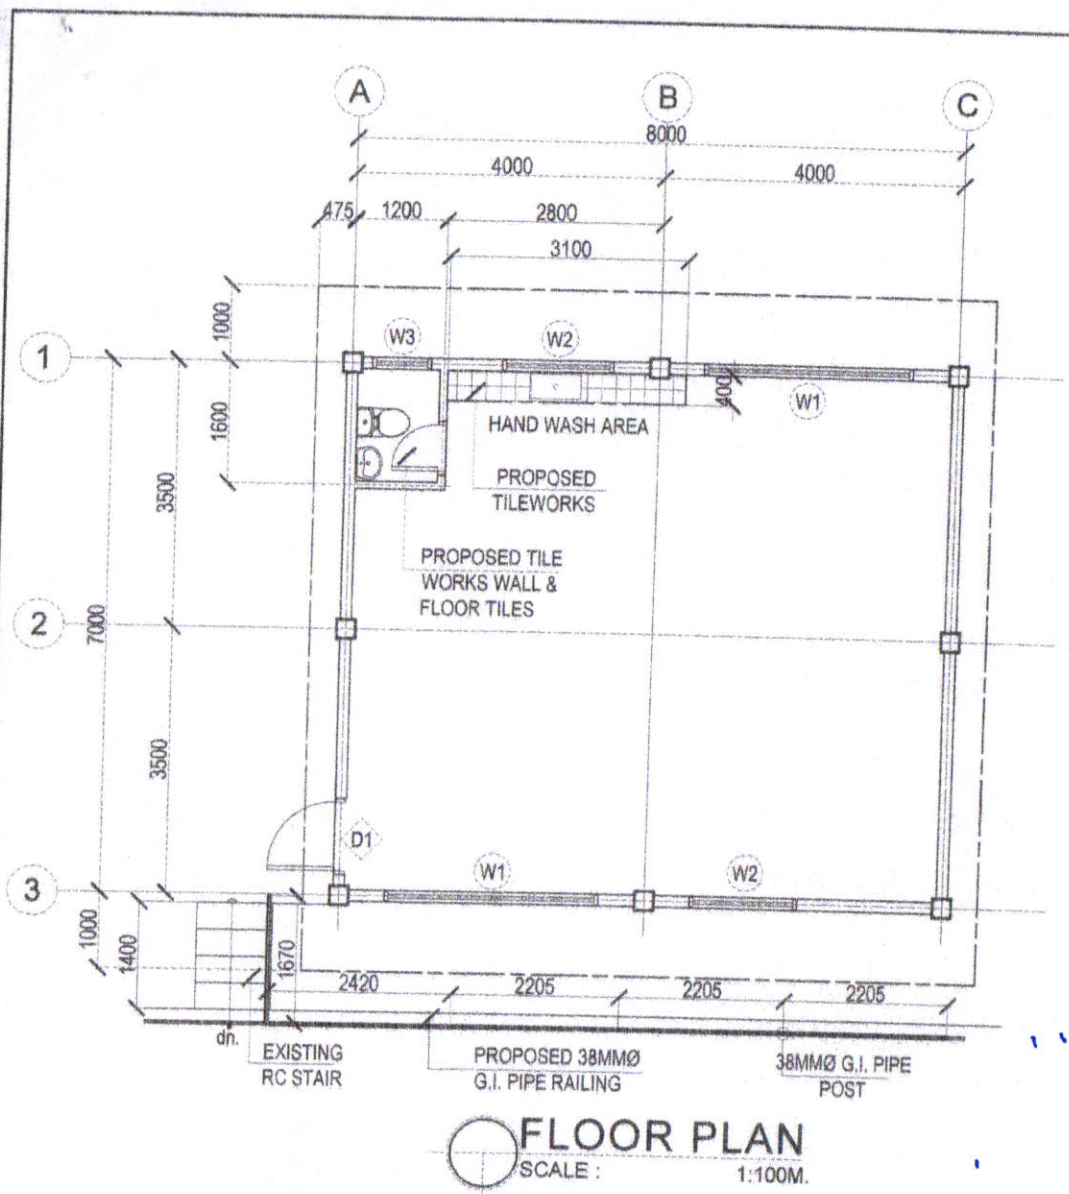 A
B
C
8000
4000
4000
475
1200
2800
3100
1000
1
W3
W2
400
W1
1600
HAND WASH AREA
3500
PROPOSED
TILEWORKS
PROPOSED TILE
WORKS WALL &
FLOOR TILES
2
7000
3500
D1
3
W1
W2
1000
1400
1670
2420
2205
2205
2205
dn.
EXISTING
RC STAIR
PROPOSED 38MMØ
G.I. PIPE RAILING
38MMØ G.I. PIPE
POST
FLOOR PLAN
SCALE :
1:100M.